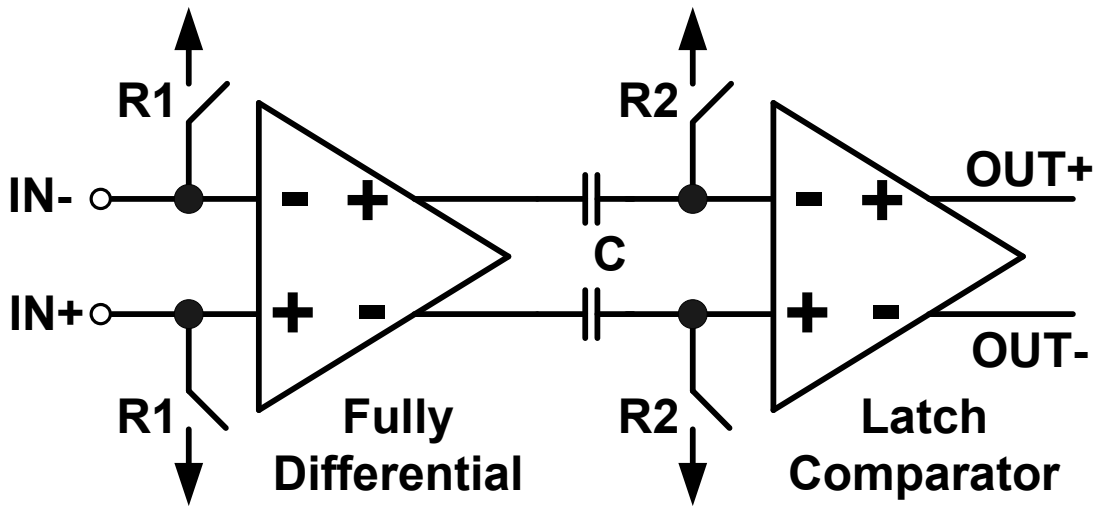 R1
R2
IN-
- +
- +
OUT+
C
IN+
+ -
+ -
OUT-
R1
R2
Fully
Differential
Latch
Comparator